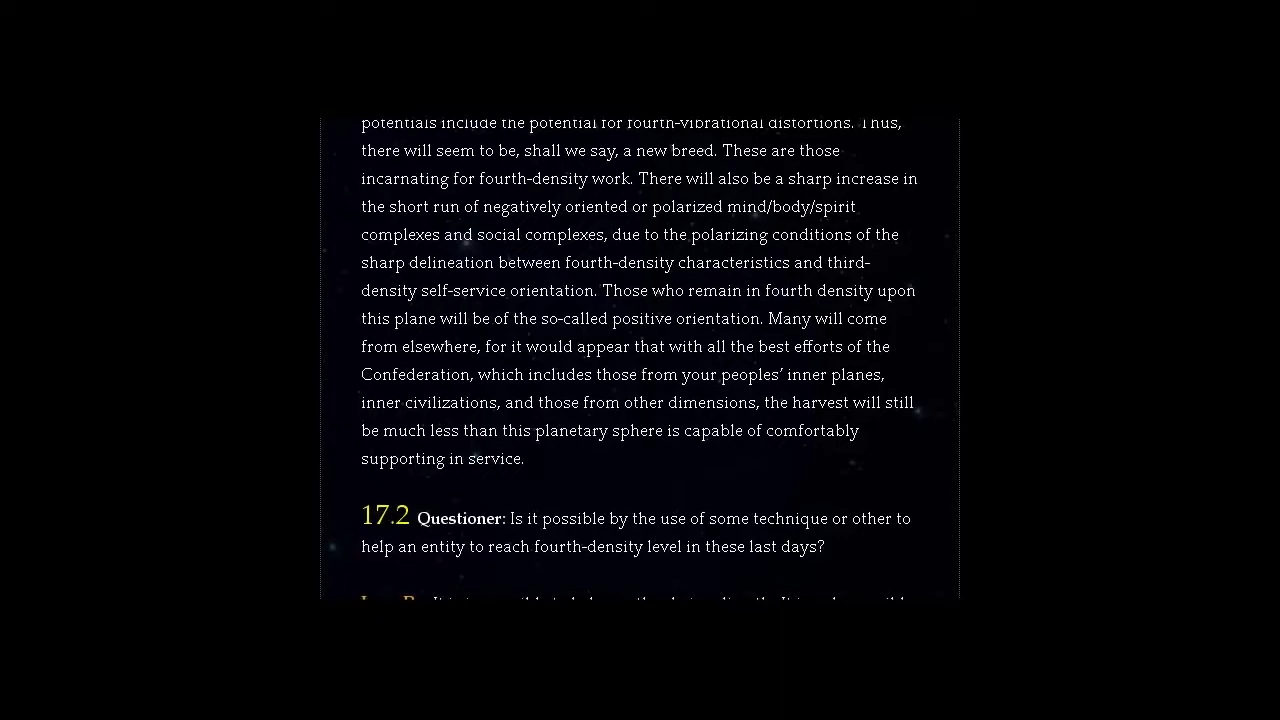 potentials include the potential for fourth-vibrational distortions. Thus,
there will seem to be, shall we say, a new breed. These are those
incarnating for fourth-density work. There will also be a sharp increase in
the short run of negatively oriented or polarized mind/body/spirit
complexes and social complexes, due to the polarizing conditions of the
sharp delineation between fourth-density characteristics and third-
density self-service orientation. Those who remain in fourth density upon
this plane will be of the so-called positive orientation. Many will come
from elsewhere, for it would appear that with all the best efforts of the
Confederation, which includes those from your peoples’ inner planes,
inner civilizations, and those from other dimensions, the harvest will still
be much less than this planetary sphere is capable of comfortably
supporting in service.
17.2 Questioner: Is it possible by the use of some technique or other to
help an entity to reach fourth-density level in these last days?